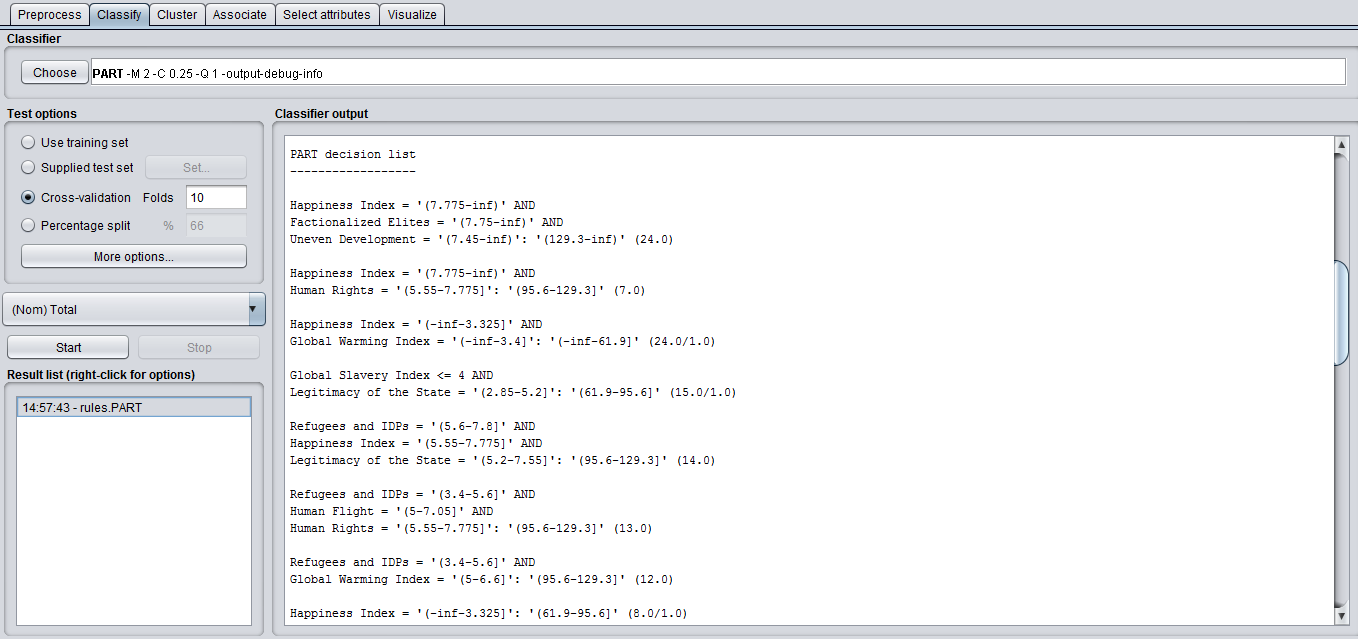 Preprocess Classify Cluster Associate Select attributes Visualize
Classifier
Choose PART -M 2 -C 0.25 -Q 1 -output-debug-info
Test options
Use training set
Supplied test set Set...
Cross-validation Folds 10
Percentage split % 66
More options...
(Nom) Total
Start Stop
Result list (right-click for options)
14:57:43 - rules.PART
Classifier output
PART decision list
------------------
Happiness Index = '(7.775-inf)' AND
Factionalized Elites = '(7.75-inf)' AND
Uneven Development = '(7.45-inf)': '(129.3-inf)' (24.0)
Happiness Index = '(7.775-inf)' AND
Human Rights = '(5.55-7.775]': '(95.6-129.3]' (7.0)
Happiness Index = '(-inf-3.325]' AND
Global Warming Index = '(-inf-3.4]': '(-inf-61.9]' (24.0/1.0)
Global Slavery Index <= 4 AND
Legitimacy of the State = '(2.85-5.2]': '(61.9-95.6]' (15.0/1.0)
Refugees and IDPs = '(5.6-7.8]' AND
Happiness Index = '(5.55-7.775]' AND
Legitimacy of the State = '(5.2-7.55]': '(95.6-129.3]' (14.0)
Refugees and IDPs = '(3.4-5.6]' AND
Human Flight = '(5-7.05]' AND
Human Rights = '(5.55-7.775]': '(95.6-129.3]' (13.0)
Refugees and IDPs = '(3.4-5.6]' AND
Global Warming Index = '(5-6.6]': '(95.6-129.3]' (12.0)
Happiness Index = '(-inf-3.325]': '(61.9-95.6]' (8.0/1.0)